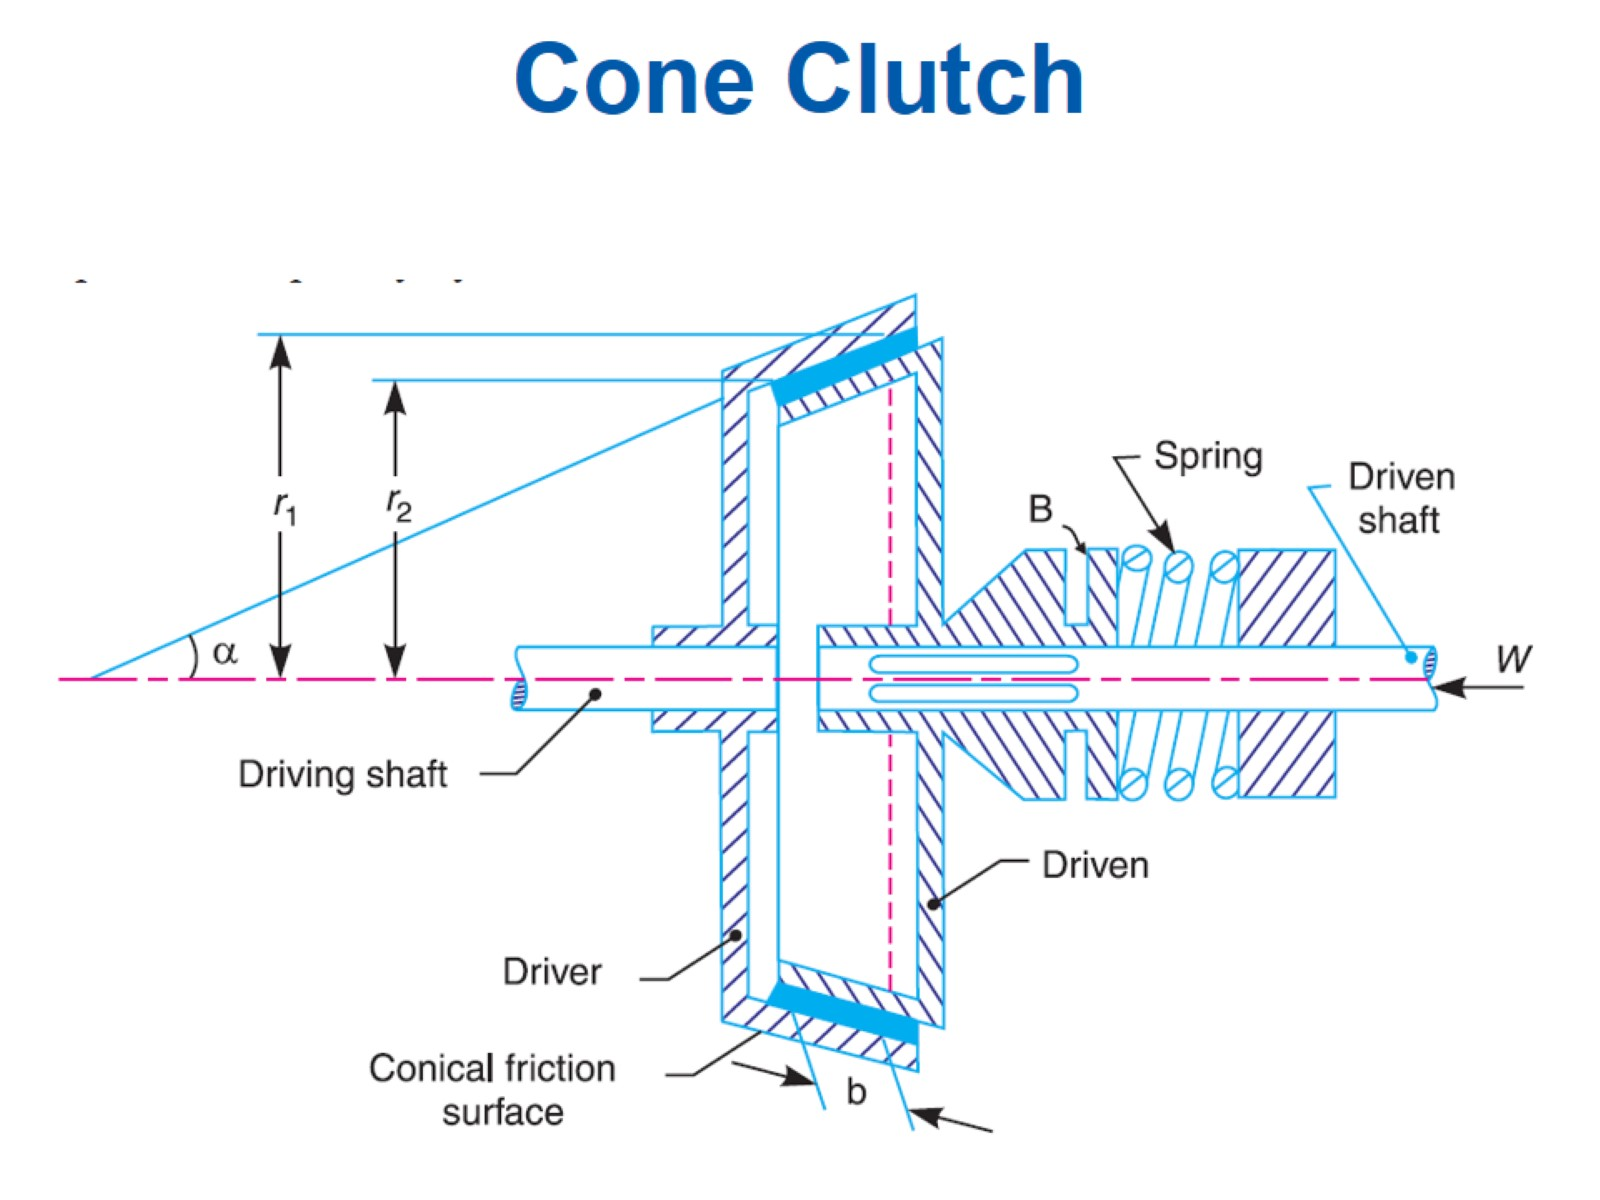 Cone Clutch
r1
r2
α
B
Spring
Driven
shaft
W
Driving shaft
Driven
Driver
Conical friction
surface
b